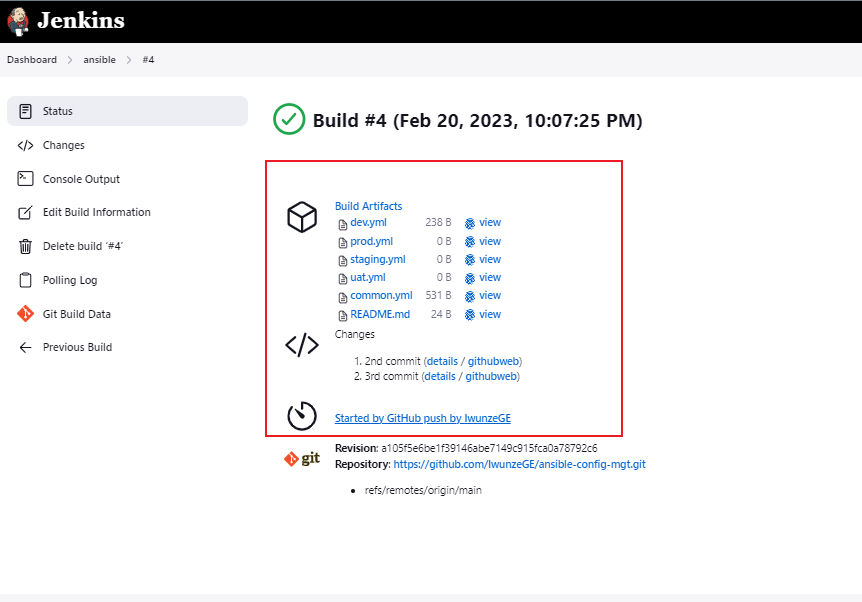 Jenkins
Dashboard > ansible > #4
Status
Changes
Console Output
Edit Build Information
Delete build ‘#4’
Polling Log
Git Build Data
Previous Build
Build #4 (Feb 20, 2023, 10:07:25 PM)
Build Artifacts
dev.yml 238 B view
prod.yml 0 B view
staging.yml 0 B view
uat.yml 0 B view
common.yml 531 B view
README.md 24 B view
Changes
1. 2nd commit (details / githubweb)
2. 3rd commit (details / githubweb)
Started by GitHub push by IwunzeGE
git
Revision: a105f5e6be1f39146abe7149c915fca0a78792c6
Repository: https://github.com/IwunzeGE/ansible-config-mgt.git
• refs/remotes/origin/main